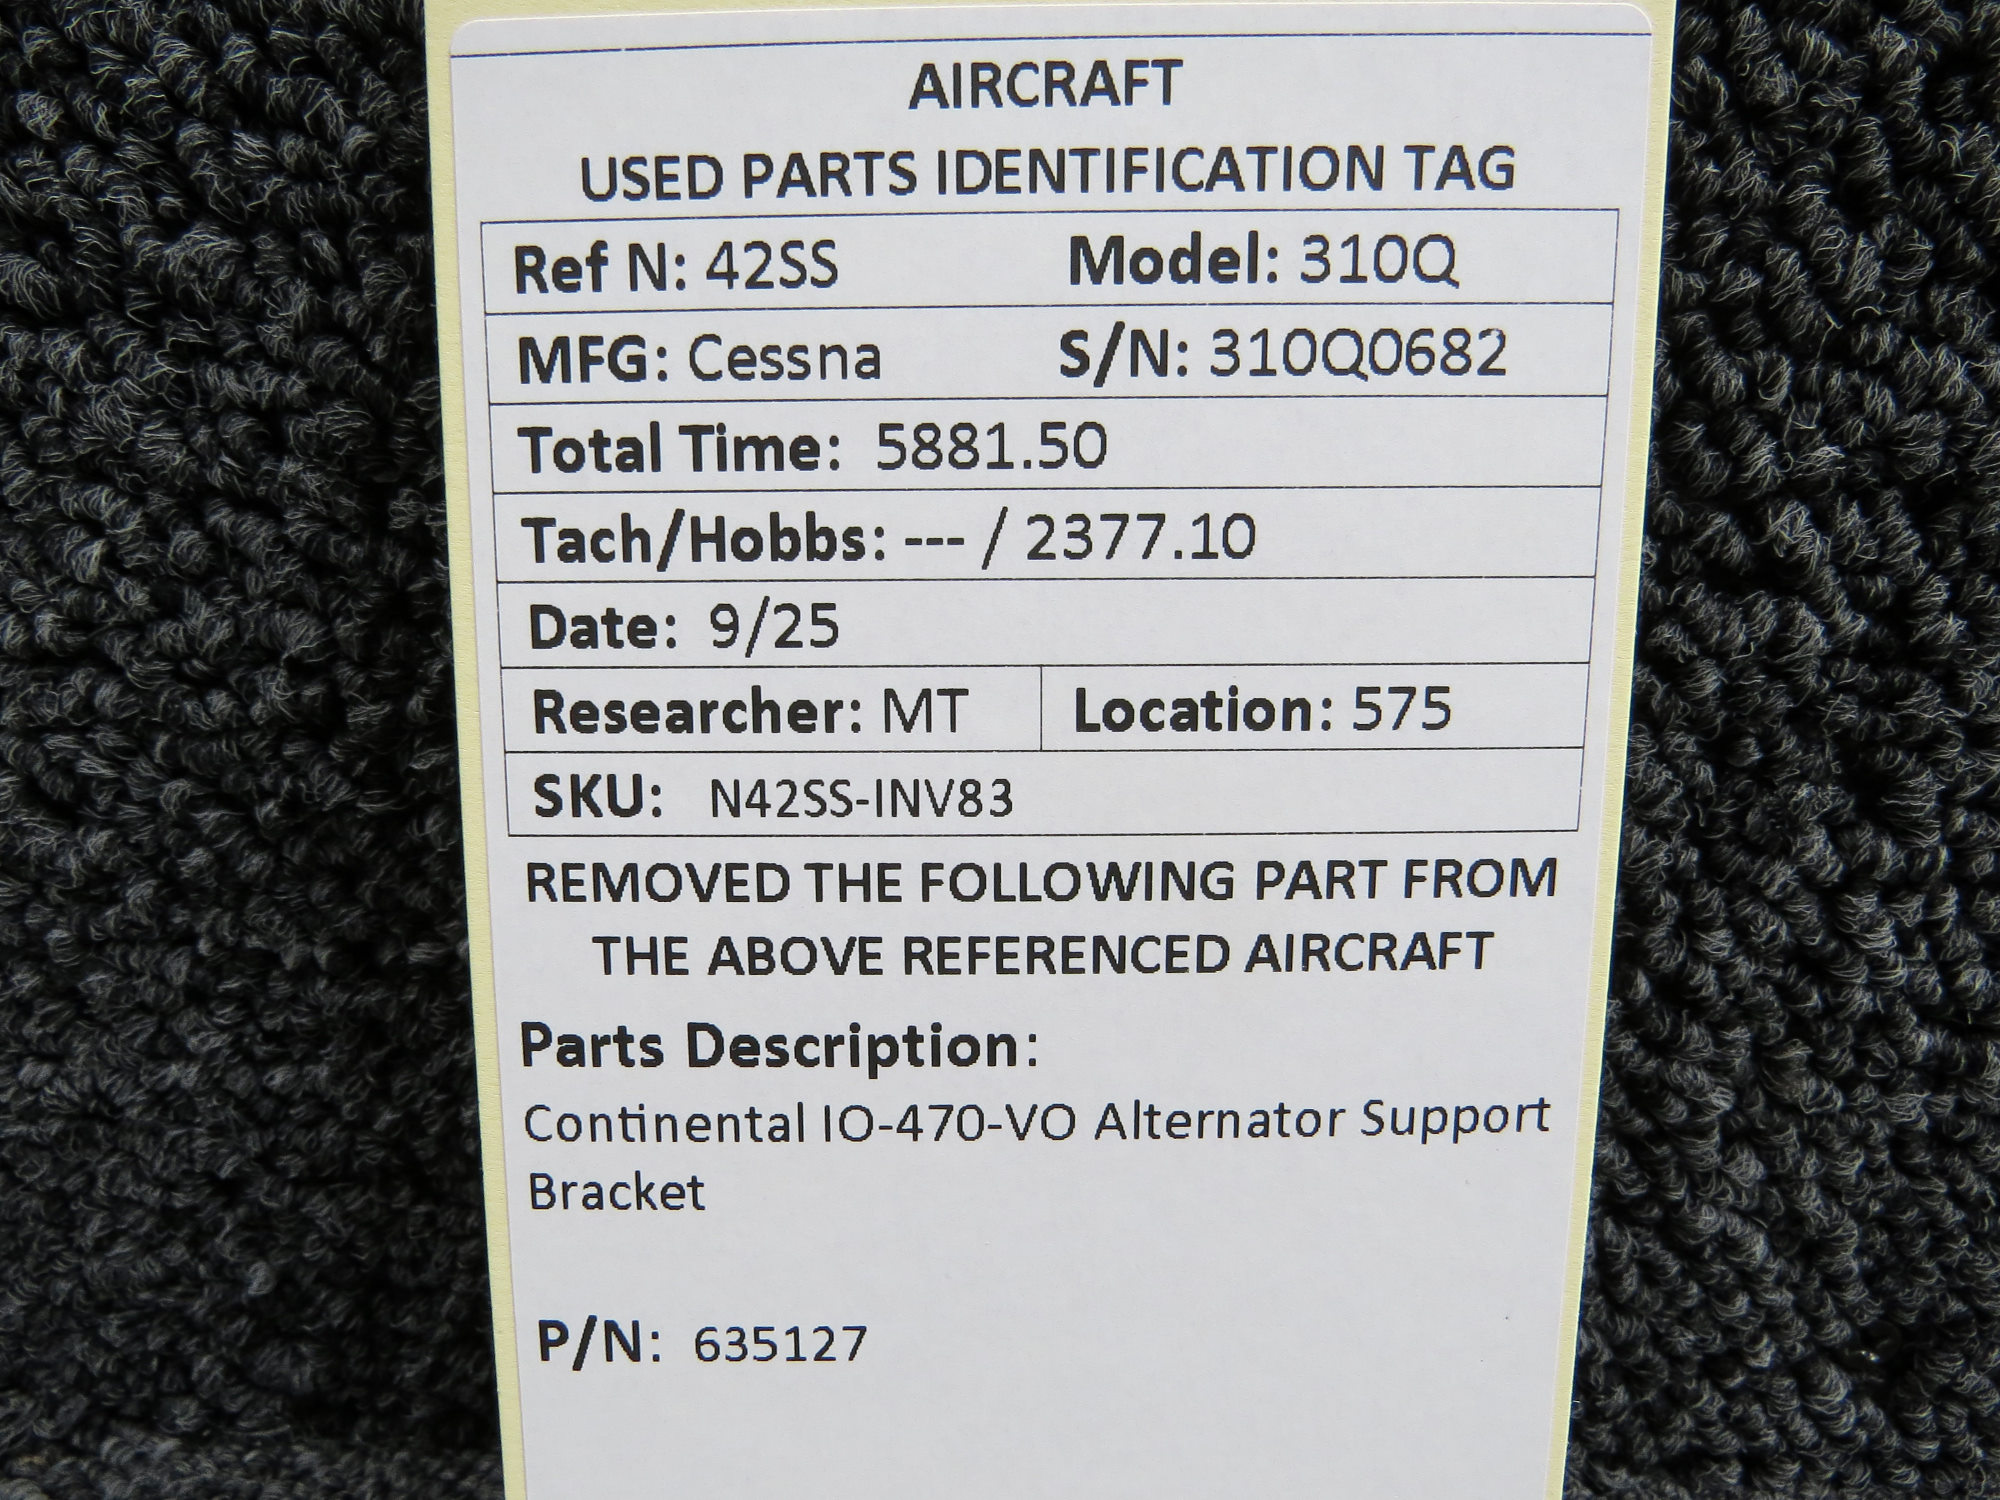 AIRCRAFT
USED PARTS IDENTIFICATION TAG
Ref N: 42SS Model: 310Q
MFG: Cessna S/N: 310Q0682
Total Time: 5881.50
Tach/Hobbs: --- / 2377.10
Date: 9/25
Researcher: MT Location: 575
SKU: N42SS-INV83
REMOVED THE FOLLOWING PART FROM
THE ABOVE REFERENCED AIRCRAFT
Parts Description:
Continental IO-470-VO Alternator Support
Bracket
P/N: 635127